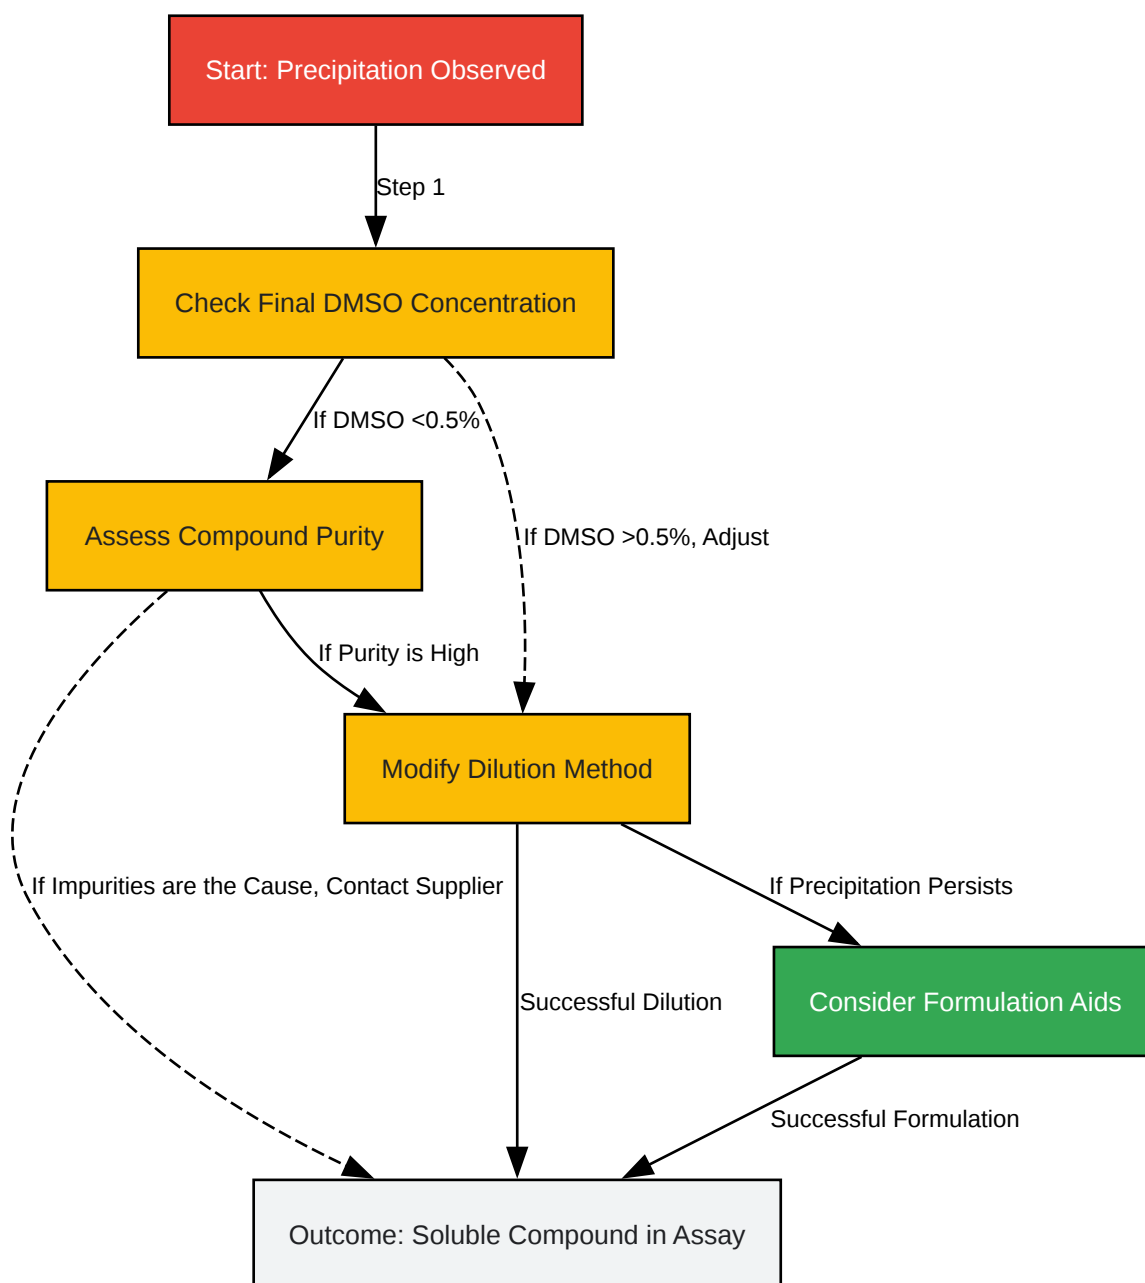 Start: Precipitation Observed
Step 1
Check Final DMSO Concentration
If DMSO <0.5%
Assess Compound Purity
If DMSO >0.5%, Adjust
If Purity is High
Modify Dilution Method
If Impurities are the Cause, Contact Supplier
If Precipitation Persists
Successful Dilution
Consider Formulation Aids
Successful Formulation
Outcome: Soluble Compound in Assay